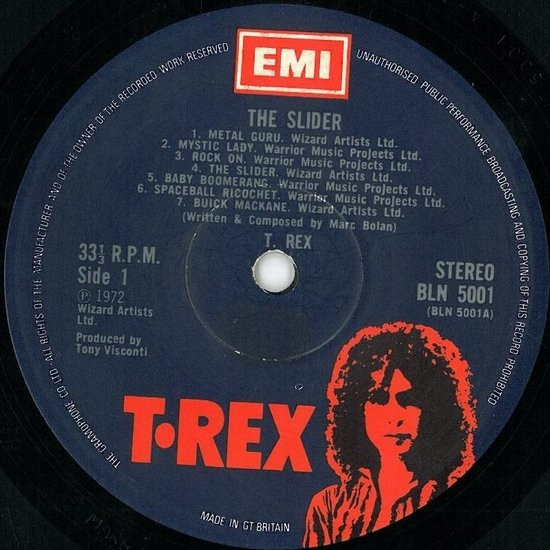 EMI
THE GRAMOPHONE CO LTD. ALL RIGHTS OF THE MANUFACTURER AND OF THE OWNER OF THE RECORDED WORK RESERVED
UNAUTHORISED PUBLIC PERFORMANCE BROADCASTING AND COPYING OF THIS RECORD PROHIBITED
THE SLIDER
1. METAL GURU. Wizard Artists Ltd.
2. MYSTIC LADY. Warrior Music Projects Ltd.
3. ROCK ON. Warrior Music Projects Ltd.
4. THE SLIDER. Wizard Artists Ltd.
5. BABY BOOMERANG. Warrior Music Projects Ltd.
6. SPACEBALL RICOCHET. Warrior Music Projects Ltd.
7. BUICK MACKANE. Wizard Artists Ltd.
(Written & Composed by Marc Bolan)
T. REX
33⅓ R.P.M.
Side 1
℗ 1972
Wizard Artists
Ltd.
Produced by
Tony Visconti
STEREO
BLN 5001
(BLN 5001A)
T•REX
MADE IN GT BRITAIN